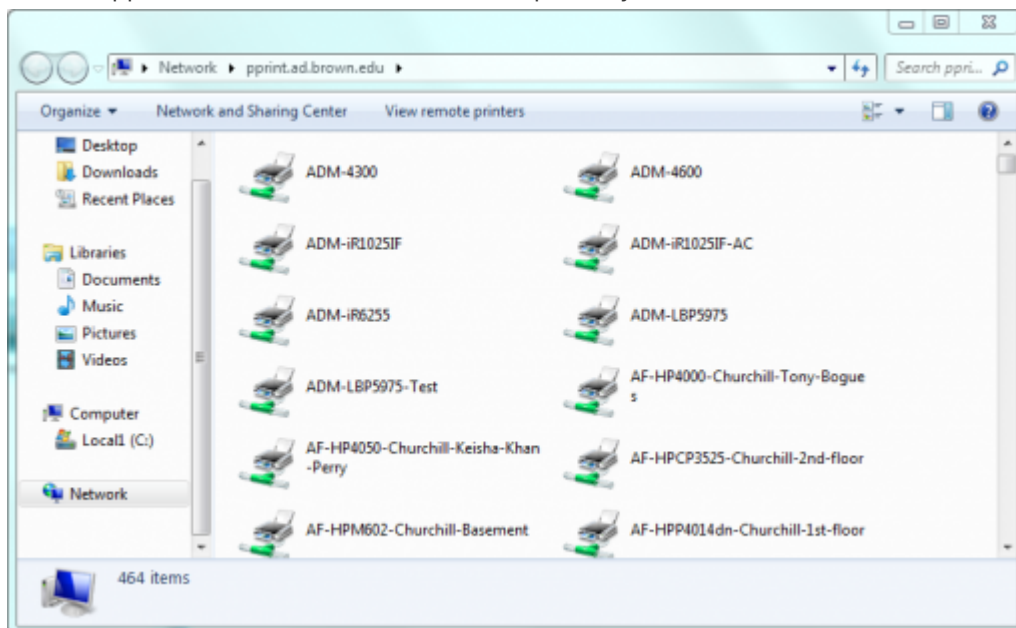 Network ▸ pprint.ad.brown.edu ▸
Search ppri...
Organize
Network and Sharing Center
View remote printers
Desktop
Downloads
Recent Places
Libraries
Documents
Music
Pictures
Videos
Computer
Local1 (C:)
Network
ADM-4300
ADM-4600
ADM-iR1025IF
ADM-iR1025IF-AC
ADM-iR6255
ADM-LBP5975
ADM-LBP5975-Test
AF-HP4000-Churchill-Tony-Bogue
s
AF-HP4050-Churchill-Keisha-Khan
-Perry
AF-HPCP3525-Churchill-2nd-floor
AF-HPM602-Churchill-Basement
AF-HPP4014dn-Churchill-1st-floor
464 items